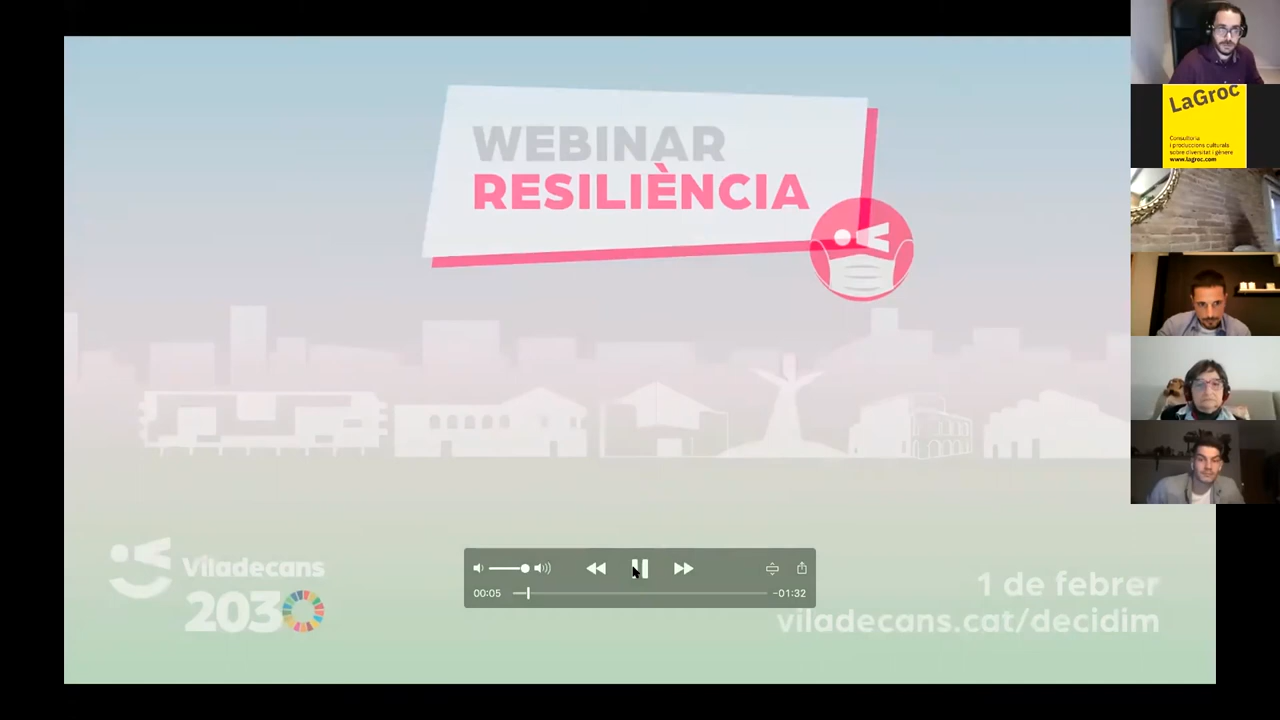 WEBINAR
RESILIÈNCIA
Viladecans
2030
1 de febrer
viladecans.cat/decidim
00:05
-01:32
LaGroc
Consultoria
i produccions culturals
sobre diversitat i gènere
www.lagroc.com